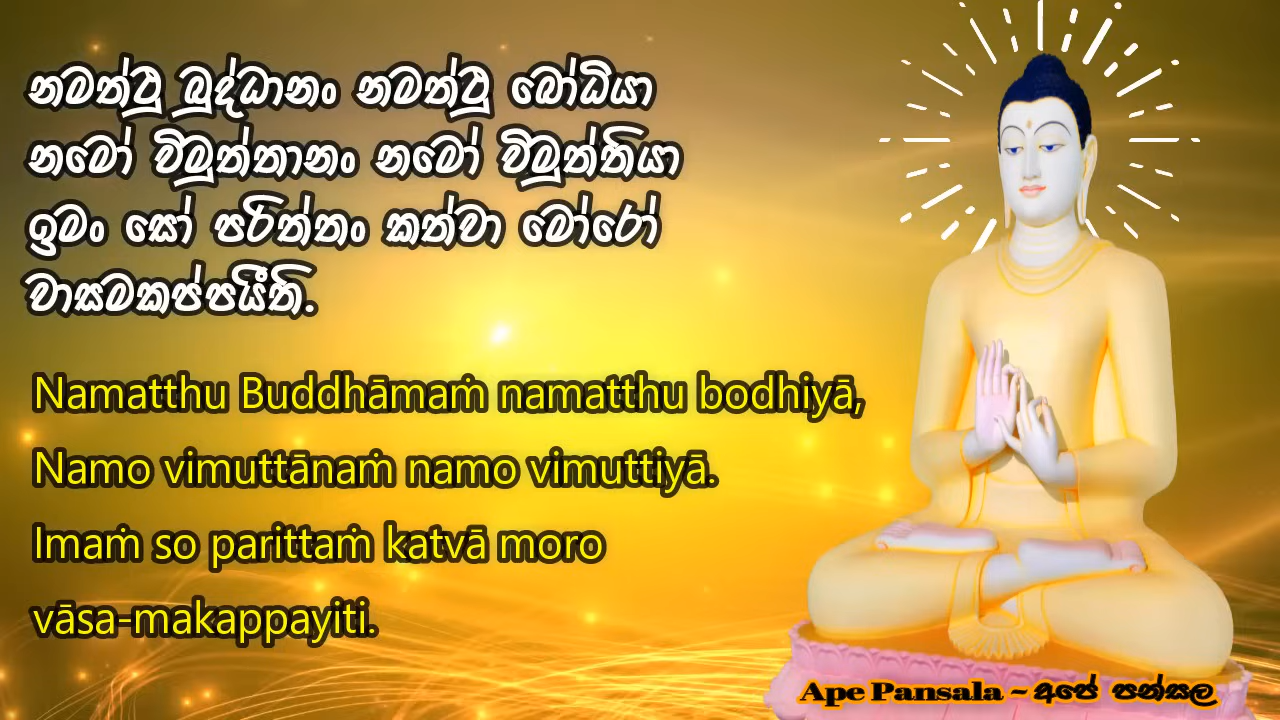 නමත්ථු බුද්ධානං නමත්ථු බෝධියා
නමෝ විමුත්තානං නමෝ විමුත්තියා
ඉමං සෝ පරිත්තං කත්වා මෝරෝ
වාසමකප්පයීති.
Namatthu Buddhāmaṁ namatthu bodhiyā,
Namo vimuttānaṁ namo vimuttiyā.
Imaṁ so parittaṁ katvā moro
vāsa-makappayiti.
Ape Pansala ~ අපේ පන්සල